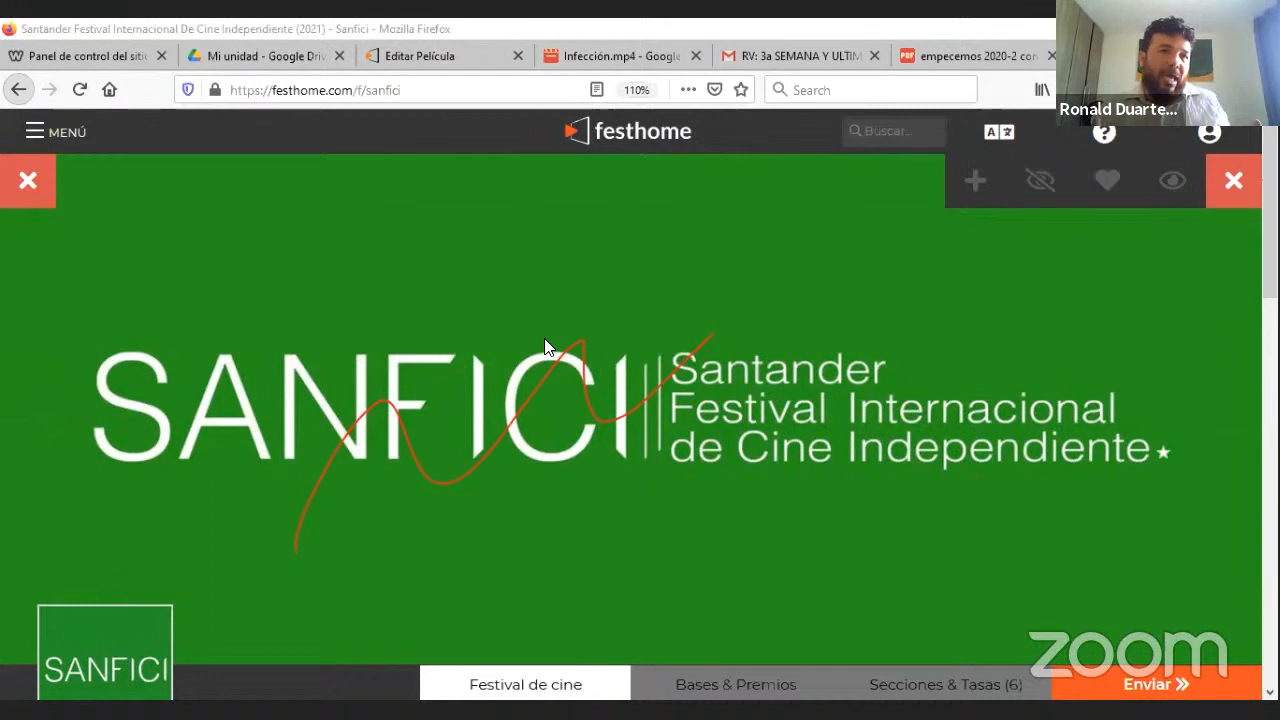 Santander Festival Internacional De Cine Independiente (2021) - Sanfici - Mozilla Firefox
Panel de control del sitio
Mi unidad - Google Driv
Editar Película
Infección.mp4 - Google
RV: 3a SEMANA Y ULTIM
PDF
empecemos 2020-2 con
https://festhome.com/f/sanfici
110%
Search
Ronald Duarte...
MENÚ
festhome
Buscar...
SANFICI
Santander
Festival Internacional
de Cine Independiente
SANFICI
zoom
Festival de cine
Bases & Premios
Secciones & Tasas (6)
Enviar